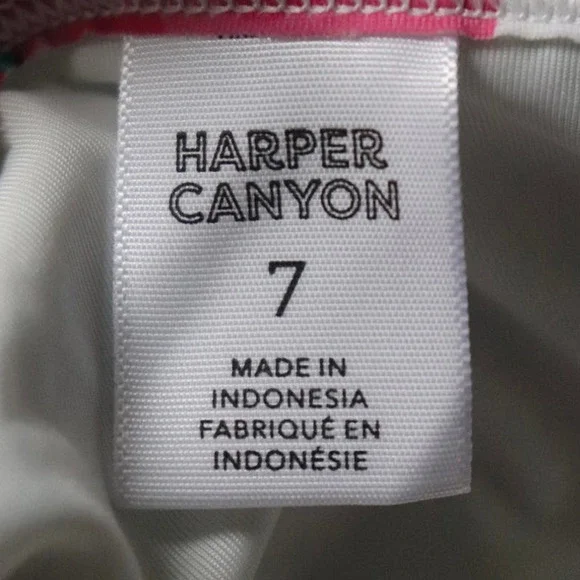 HARPER
CANYON
7
MADE IN
INDONESIA
FABRIQUÉ EN
INDONÉSIE